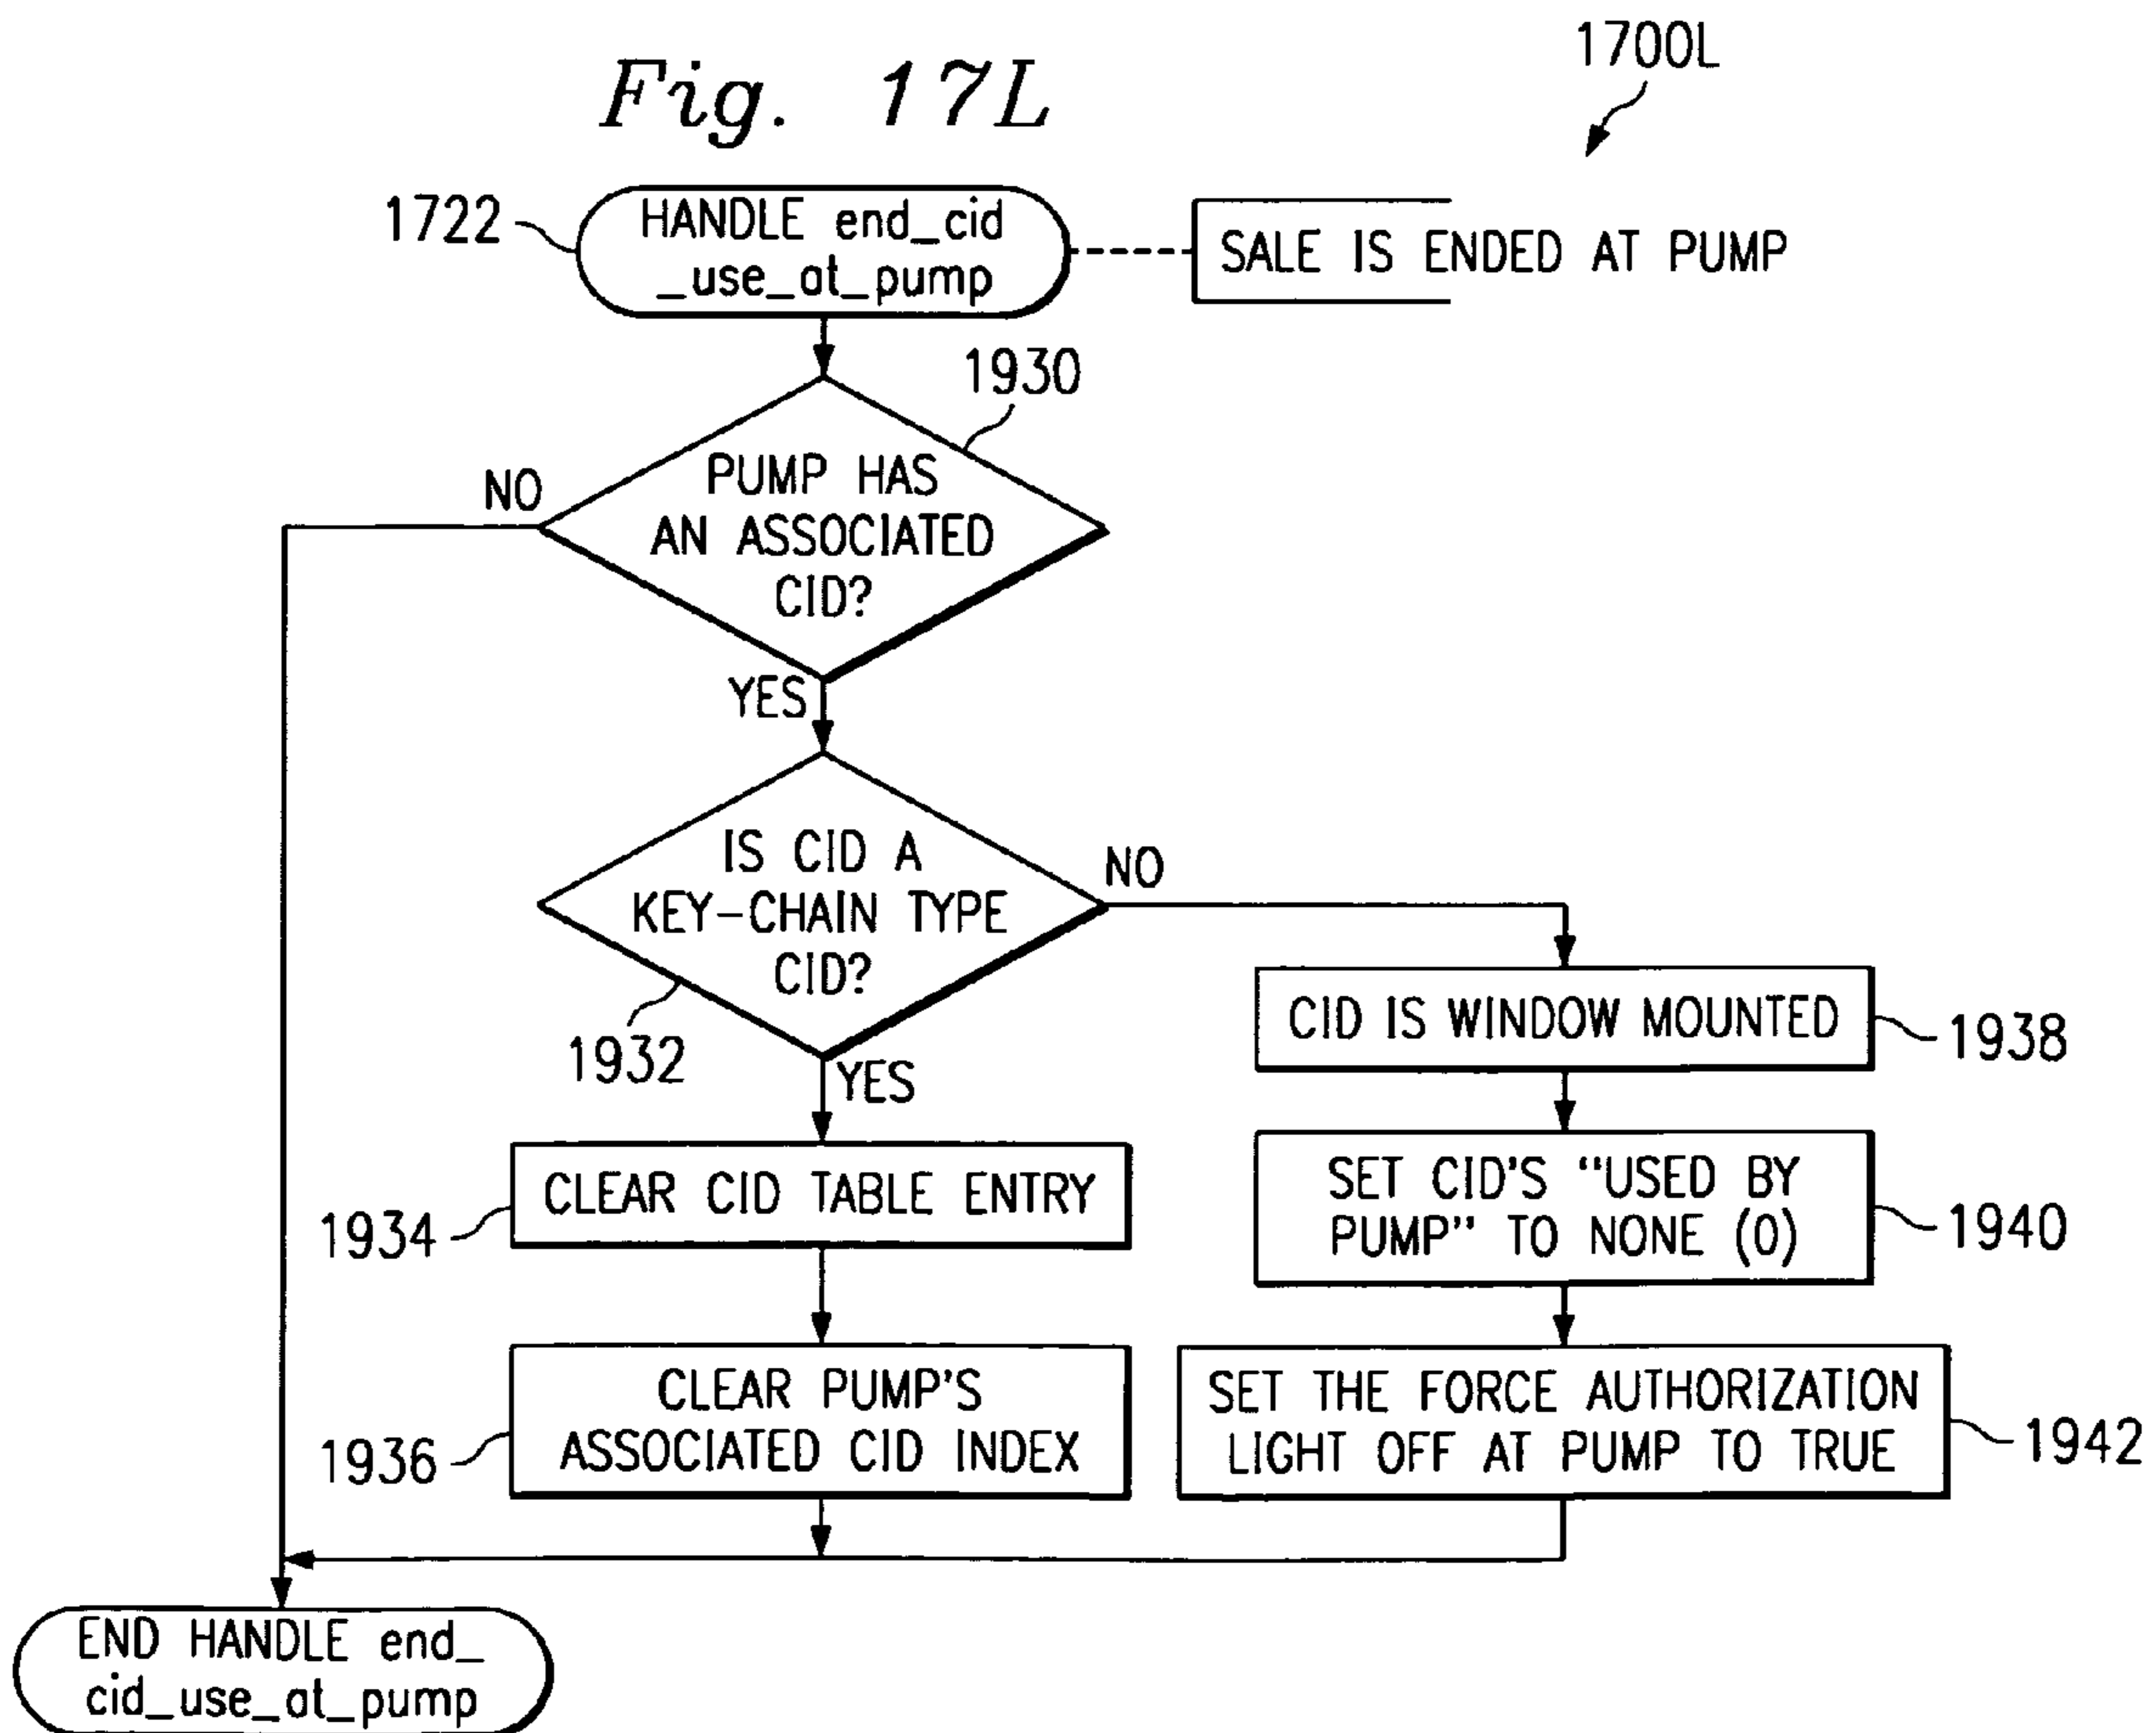 1700L
Fig. 17L
1722
HANDLE end_cid
_use_at_pump
SALE IS ENDED AT PUMP
1930
PUMP HAS
AN ASSOCIATED
CID?
NO
YES
IS CID A
KEY-CHAIN TYPE
CID?
NO
1932
YES
CID IS WINDOW MOUNTED
1938
CLEAR CID TABLE ENTRY
1934
SET CID'S "USED BY
PUMP" TO NONE (0)
1940
CLEAR PUMP'S
ASSOCIATED CID INDEX
1936
SET THE FORCE AUTHORIZATION
LIGHT OFF AT PUMP TO TRUE
1942
END HANDLE end_
cid_use_at_pump